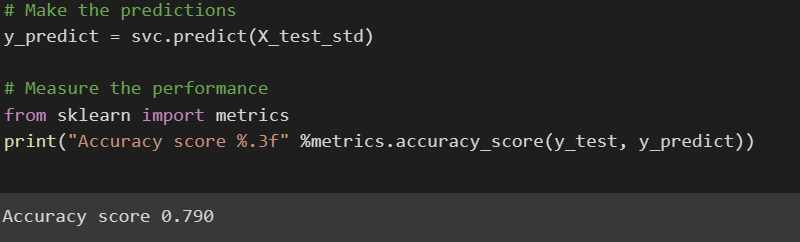 # Make the predictions
y_predict = svc.predict(X_test_std)
# Measure the performance
from sklearn import metrics
print("Accuracy score %.3f" %metrics.accuracy_score(y_test, y_predict))
Accuracy score 0.790